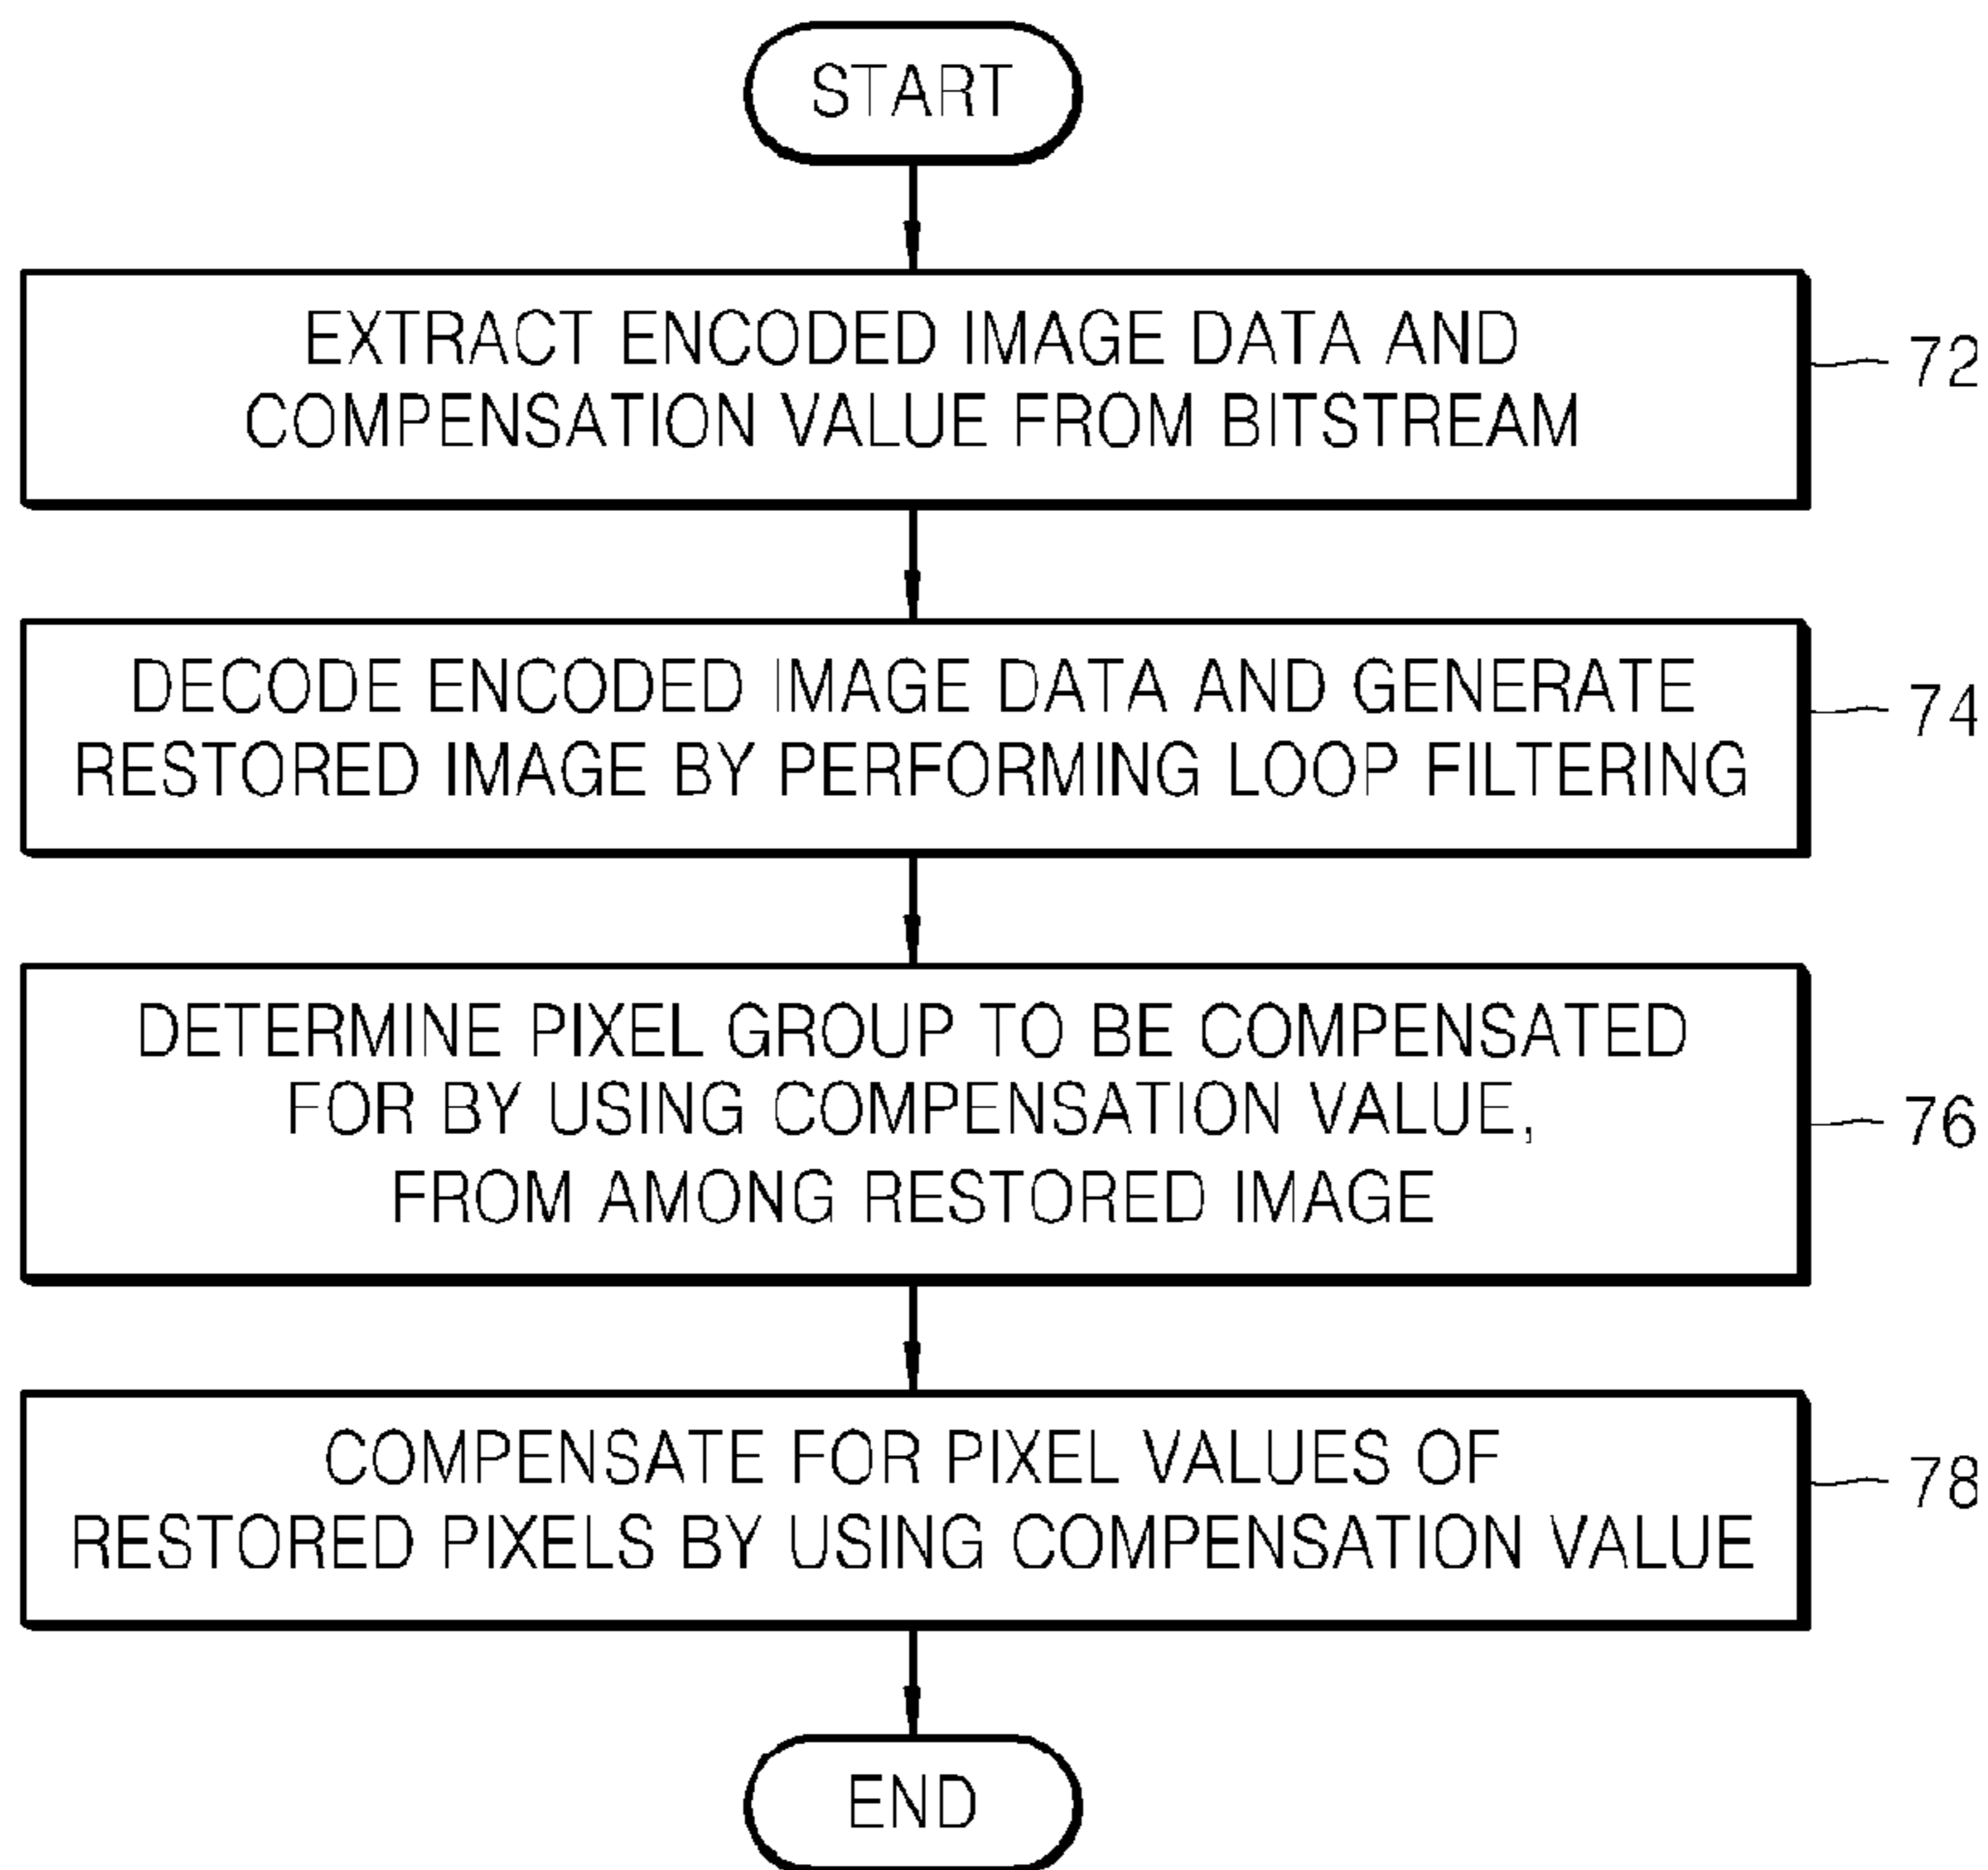 START
EXTRACT ENCODED IMAGE DATA AND
COMPENSATION VALUE FROM BITSTREAM
72
DECODE ENCODED IMAGE DATA AND GENERATE
RESTORED IMAGE BY PERFORMING LOOP FILTERING
74
DETERMINE PIXEL GROUP TO BE COMPENSATED
FOR BY USING COMPENSATION VALUE,
FROM AMONG RESTORED IMAGE
76
COMPENSATE FOR PIXEL VALUES OF
RESTORED PIXELS BY USING COMPENSATION VALUE
78
END